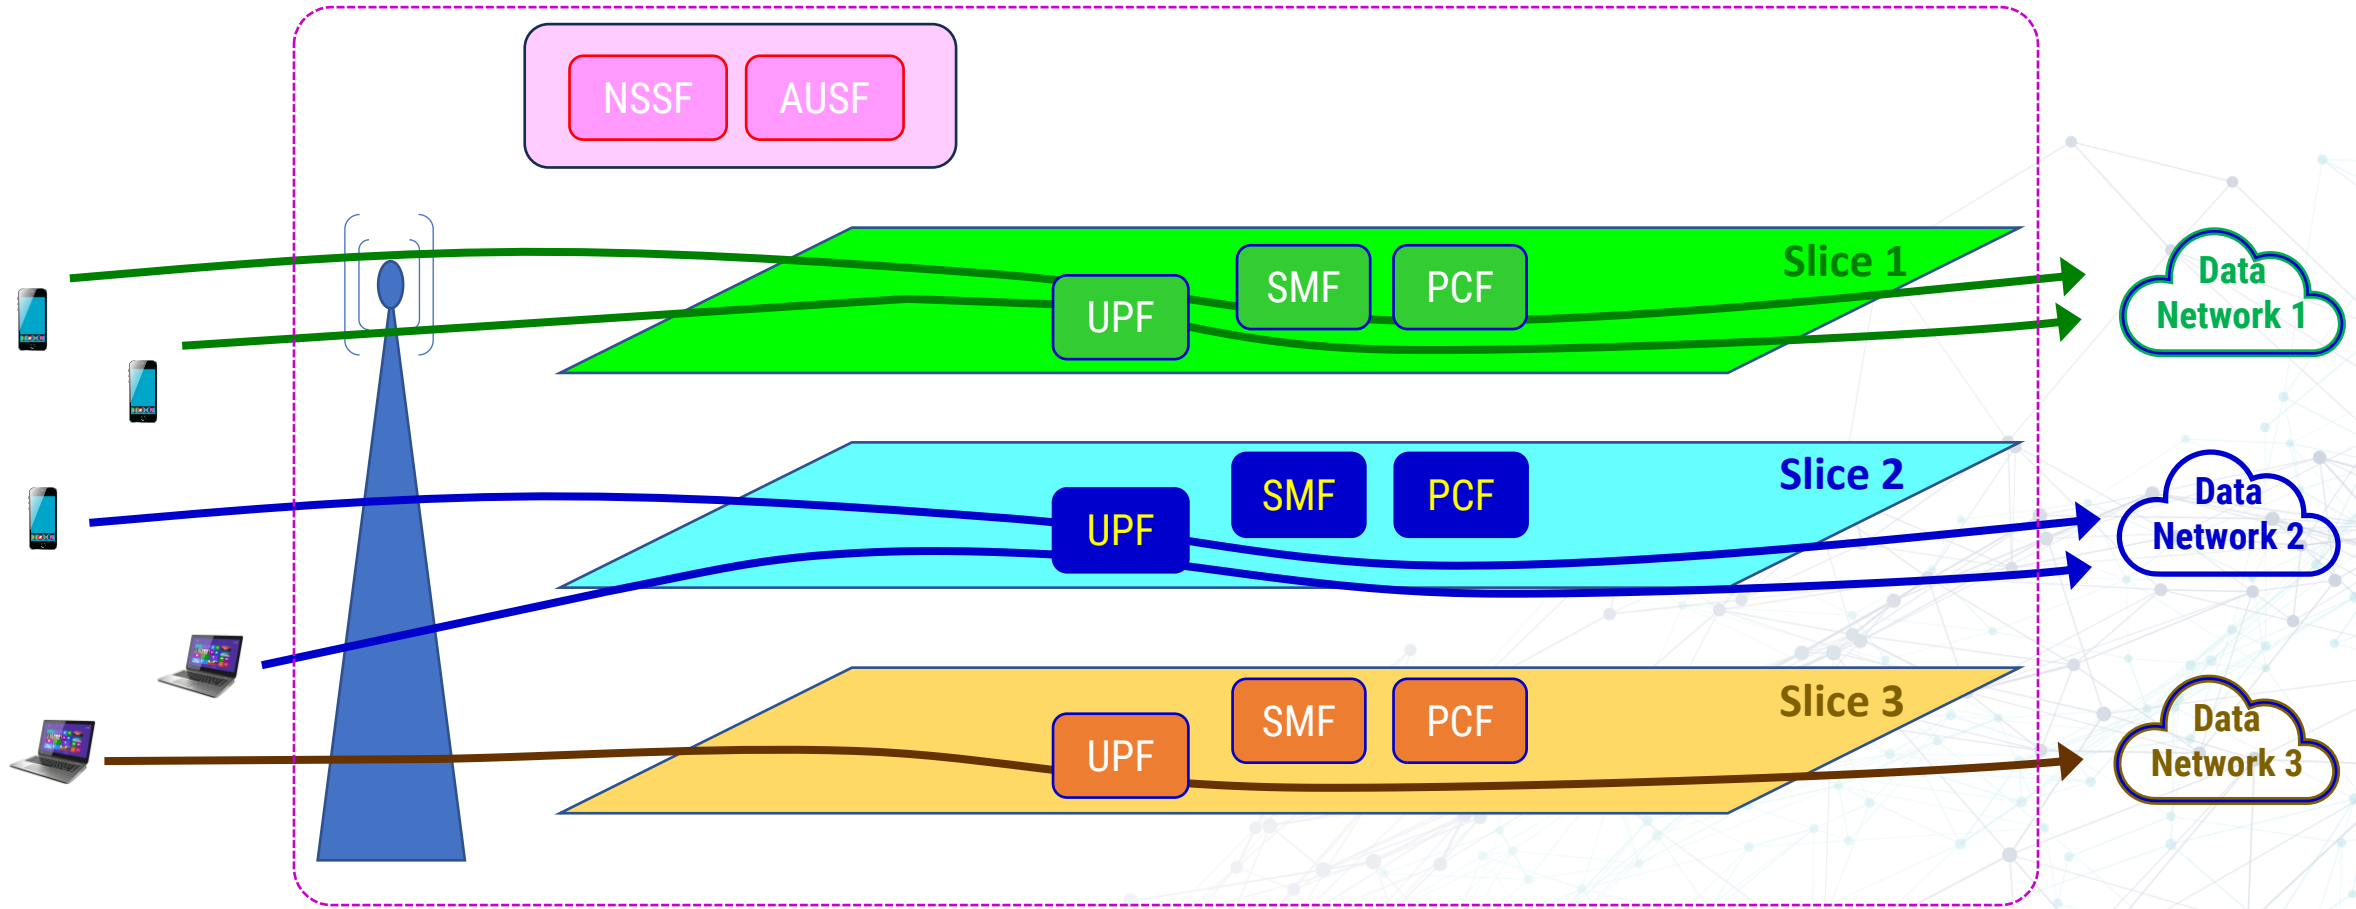 NSSF
AUSF
Slice 1
SMF
PCF
UPF
Data
Network 1
Slice 2
SMF
PCF
UPF
Data
Network 2
Slice 3
SMF
PCF
UPF
Data
Network 3